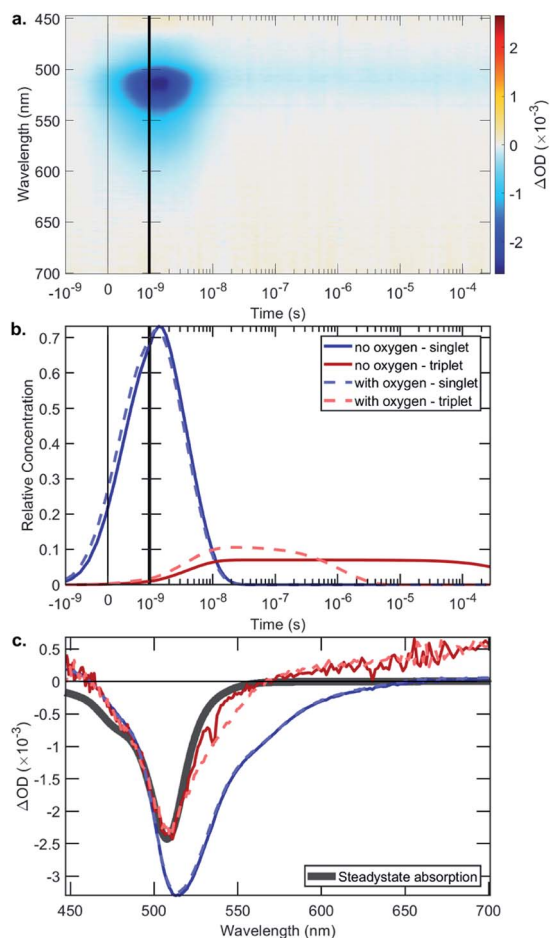 a.
450
500
550
600
650
700
Wavelength (nm)
-10⁻⁹ 0 10⁻⁹ 10⁻⁸ 10⁻⁷ 10⁻⁶ 10⁻⁵ 10⁻⁴
Time (s)
2
1
0
-1
-2
ΔOD (×10⁻³)
b.
0.7
0.6
0.5
0.4
0.3
0.2
0.1
0
Relative Concentration
no oxygen - singlet
no oxygen - triplet
with oxygen - singlet
with oxygen - triplet
-10⁻⁹ 0 10⁻⁹ 10⁻⁸ 10⁻⁷ 10⁻⁶ 10⁻⁵ 10⁻⁴
Time (s)
c.
0.5
0
-0.5
-1
-1.5
-2
-2.5
-3
ΔOD (×10⁻³)
Steadystate absorption
450 500 550 600 650 700
Wavelength (nm)